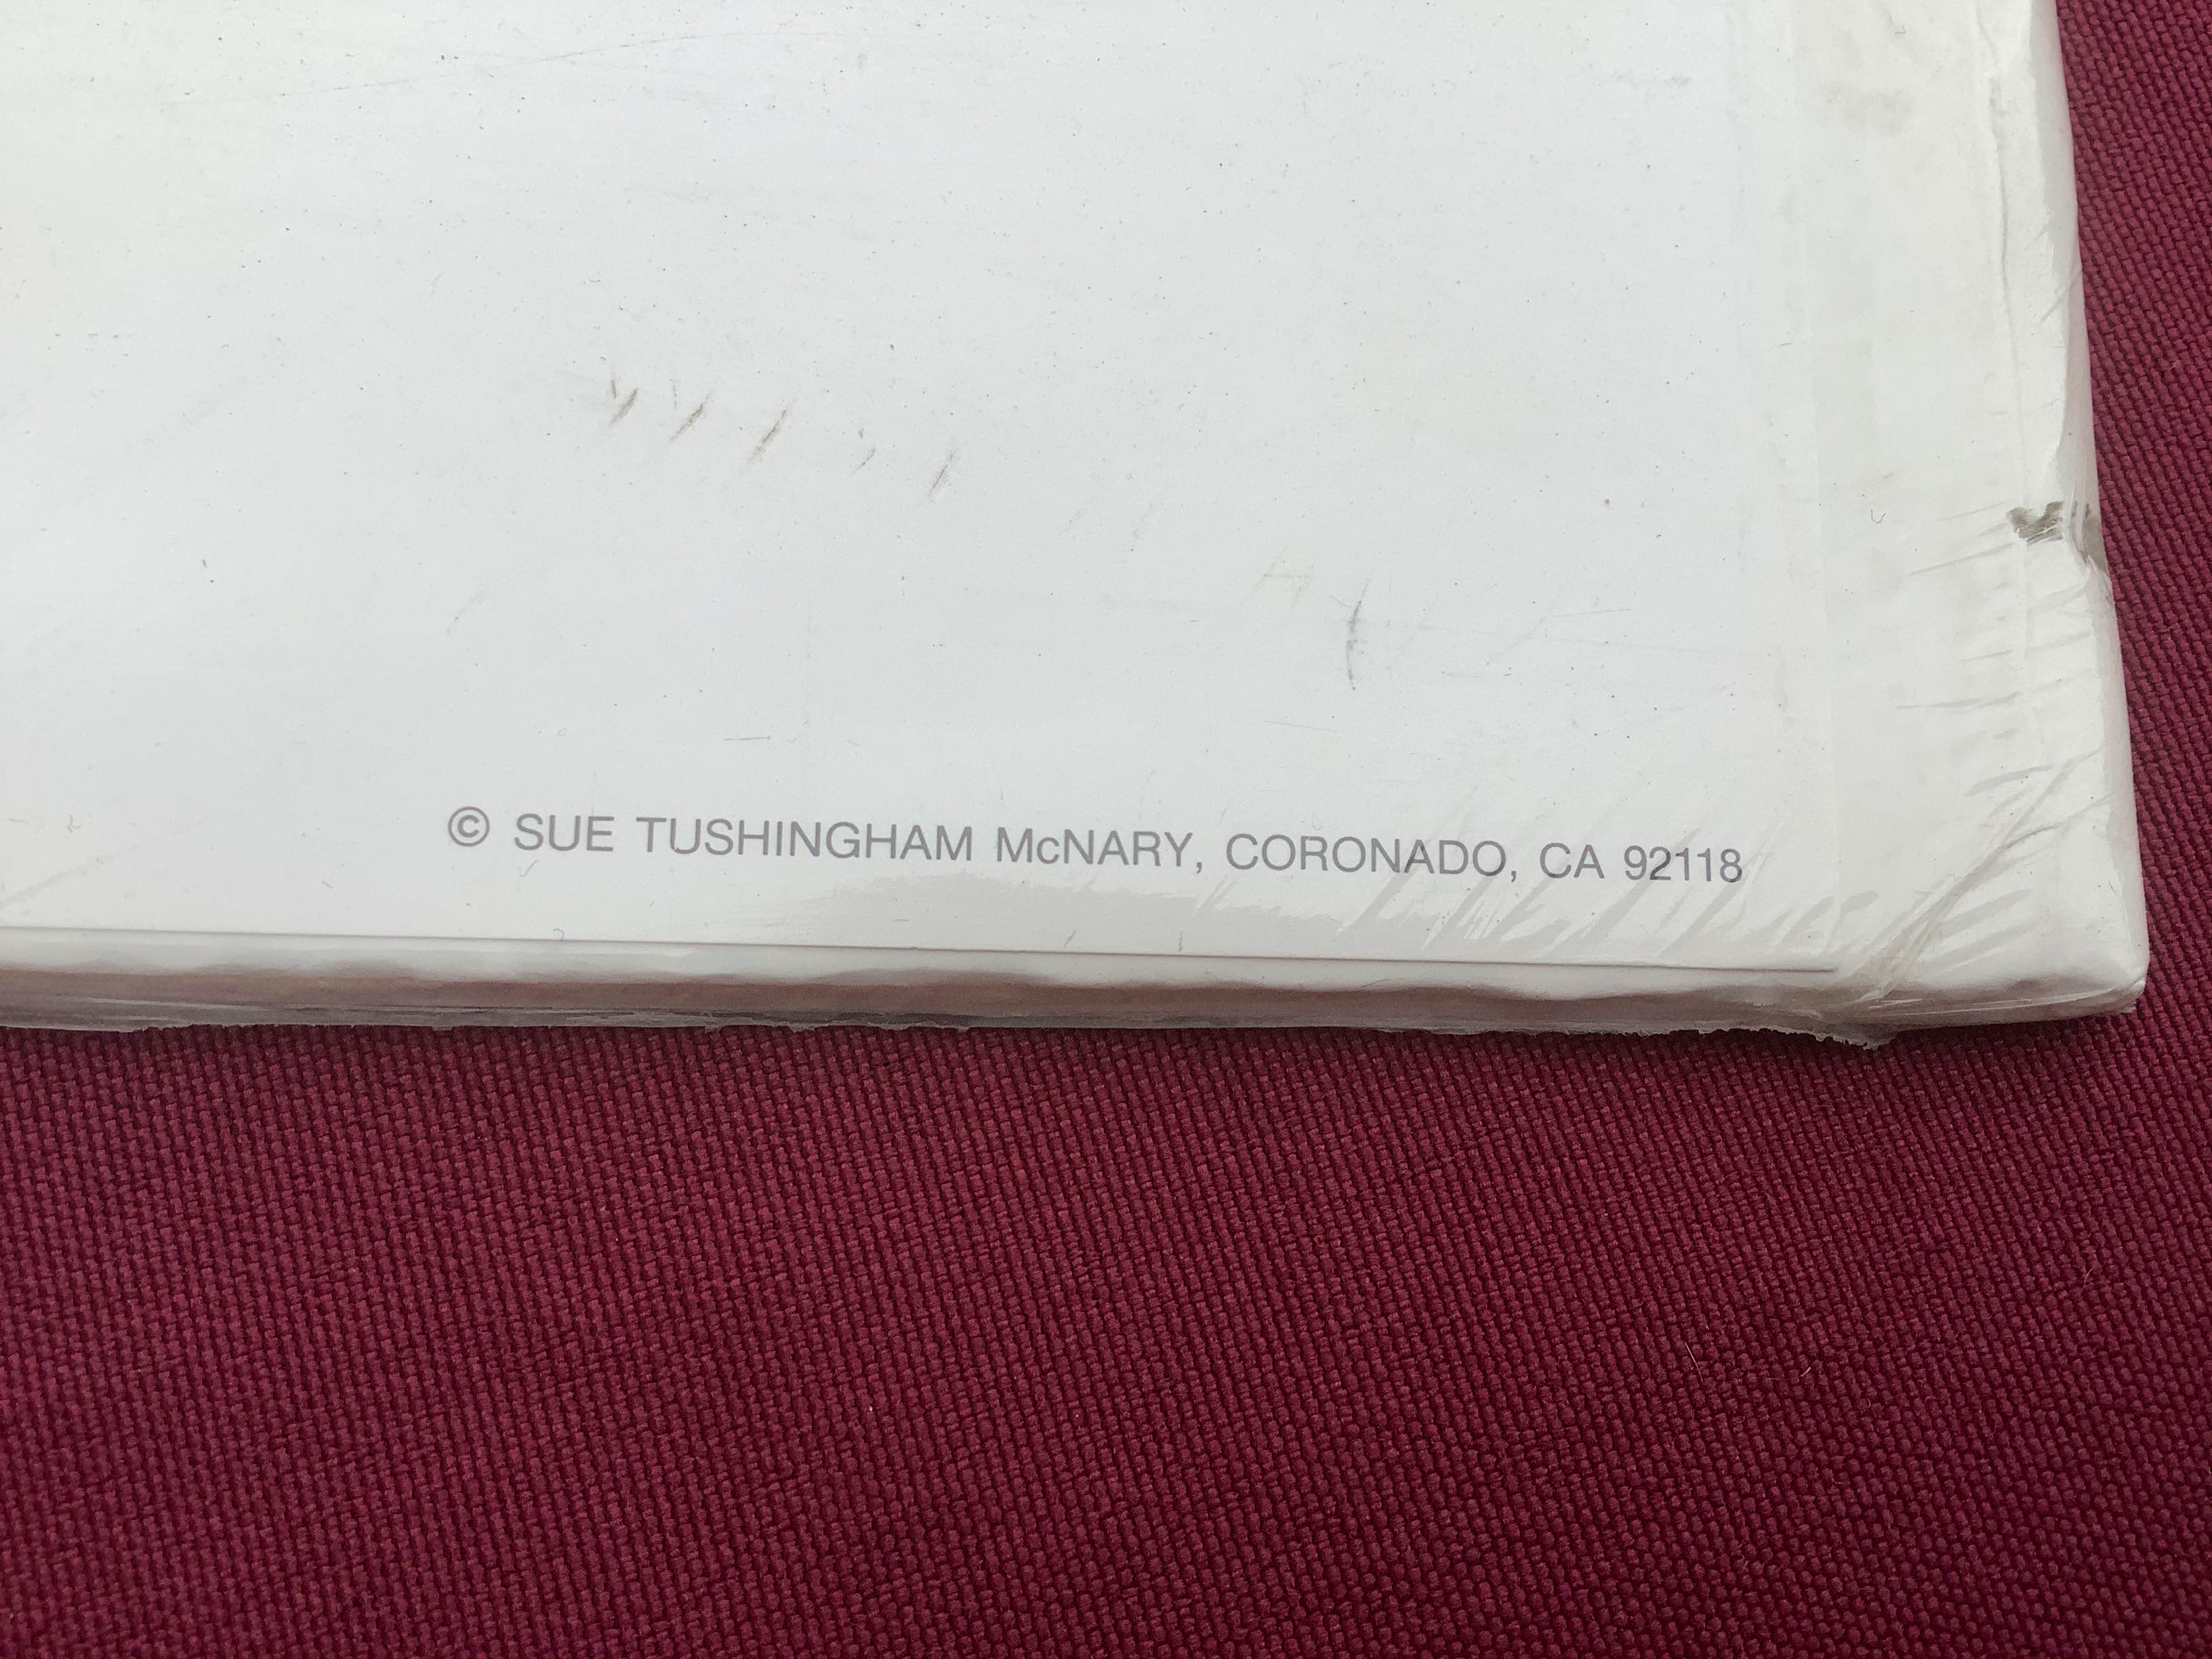 © SUE TUSHINGHAM McNARY, CORONADO, CA 92118